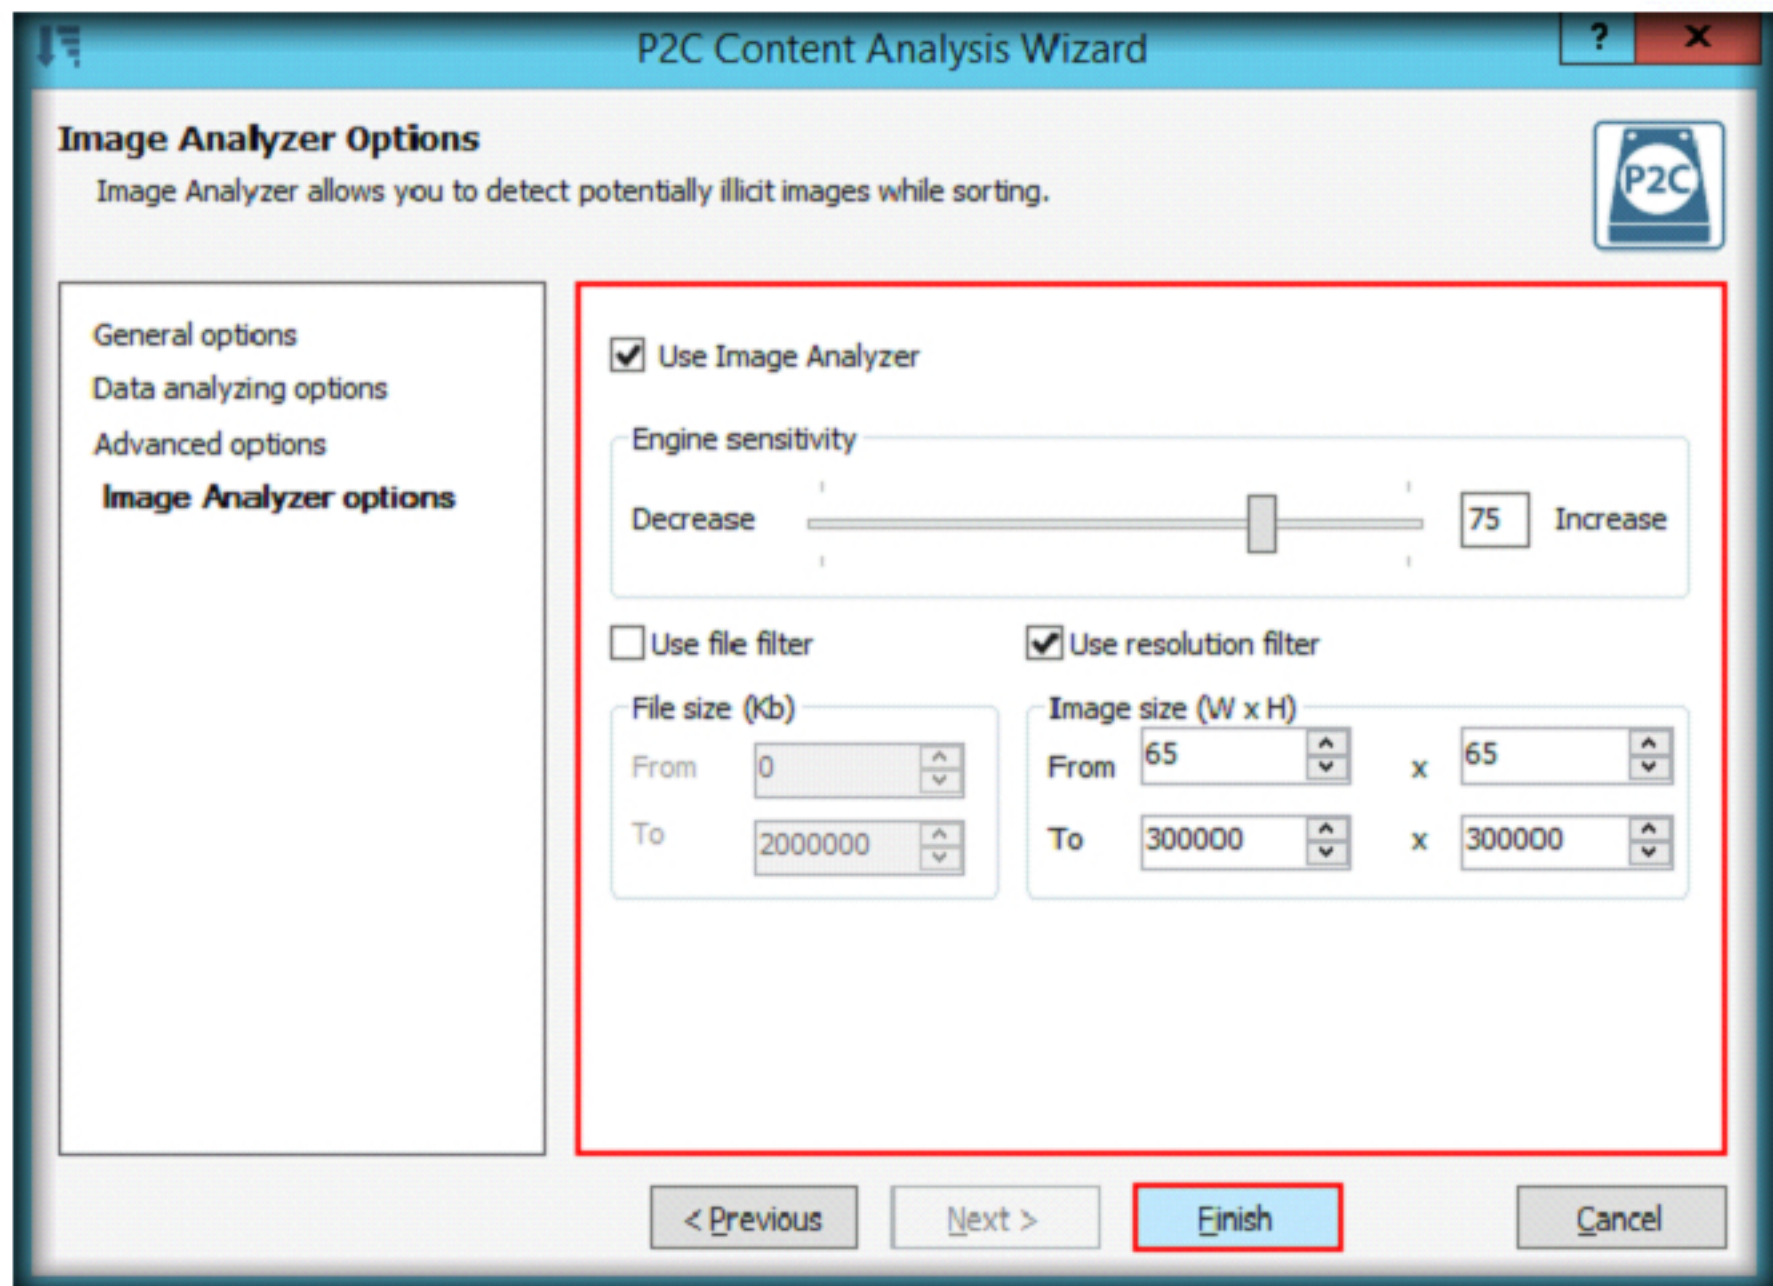 P2C Content Analysis Wizard
?
x
Image Analyzer Options
Image Analyzer allows you to detect potentially illicit images while sorting.
P2C
General options
Data analyzing options
Advanced options
Image Analyzer options
Use Image Analyzer
Engine sensitivity
Decrease 75 Increase
Use file filter
File size (Kb)
From 0
To 2000000
Use resolution filter
Image size (W x H)
From 65 x 65
To 300000 x 300000
< Previous Next > Finish Cancel